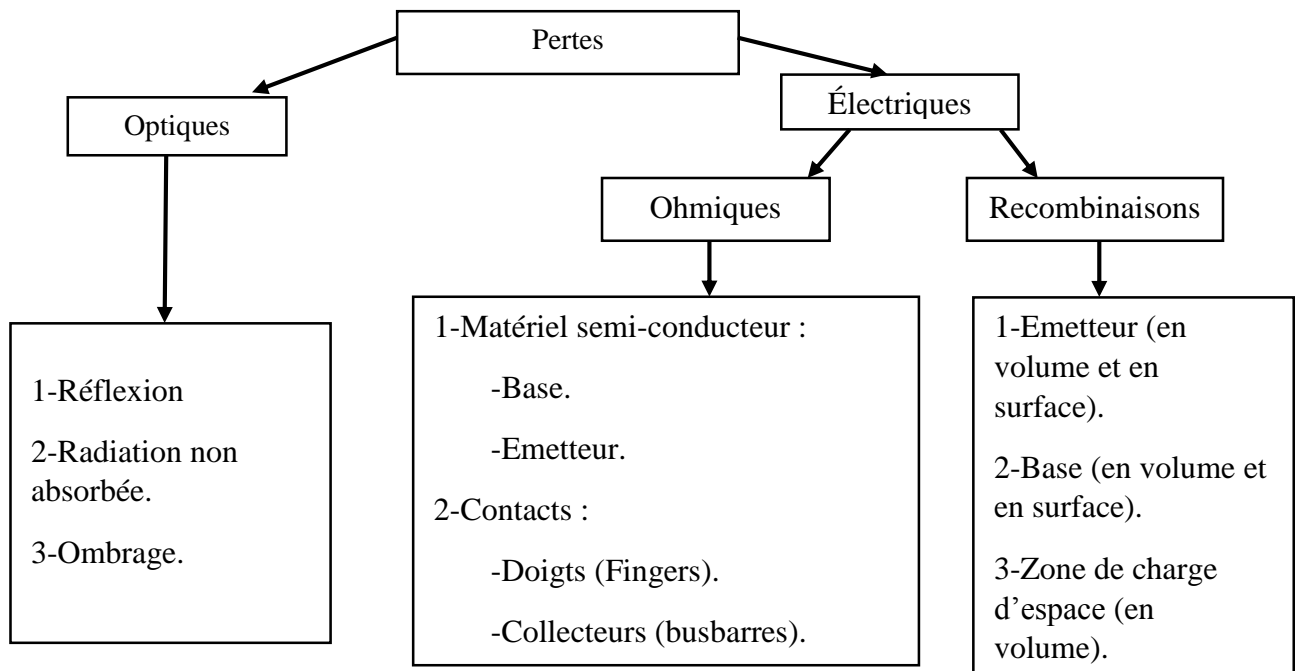 Pertes
Optiques
Électriques
Ohmiques
Recombinaisons
1-Réflexion
2-Radiation non
absorbée.
3-Ombrage.
1-Matériel semi-conducteur :
-Base.
-Emetteur.
2-Contacts :
-Doigts (Fingers).
-Collecteurs (busbarres).
1-Emetteur (en
volume et en
surface).
2-Base (en volume et
en surface).
3-Zone de charge
d’espace (en
volume).